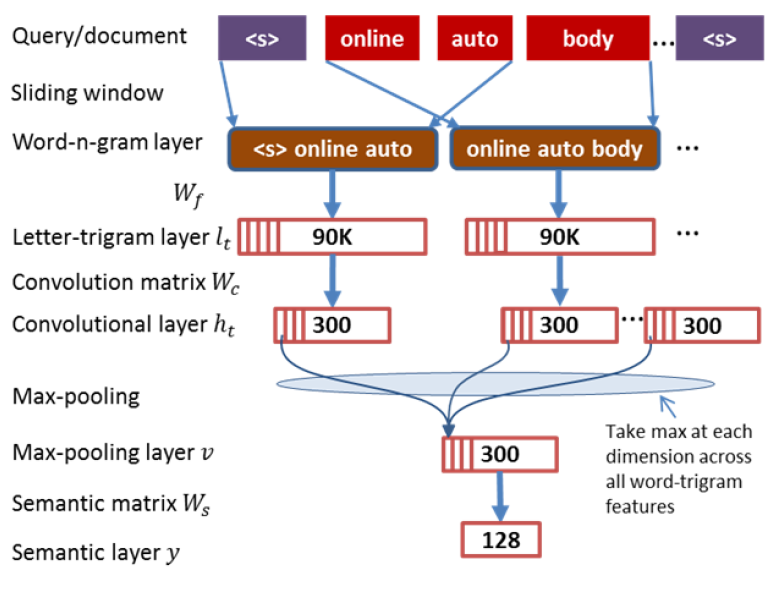 Query/document <s> online auto body ... <s>
Sliding window
Word-n-gram layer <s> online auto online auto body ...
W_f
Letter-trigram layer l_t 90K 90K ...
Convolution matrix W_c
Convolutional layer h_t 300 300 ... 300
Max-pooling
Take max at each
dimension across
all word-trigram
features
Max-pooling layer v 300
Semantic matrix W_s
Semantic layer y 128